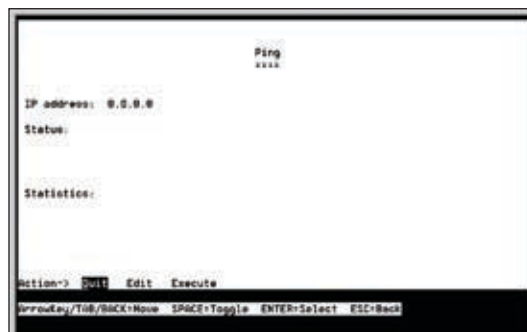 Ping
====
IP address: 0.0.0.0
Status:
Statistics:
Action-> Quit Edit Execute
ArrowKey/TAB/BACK=Move SPACE=Toggle ENTER=Select ESC=Back